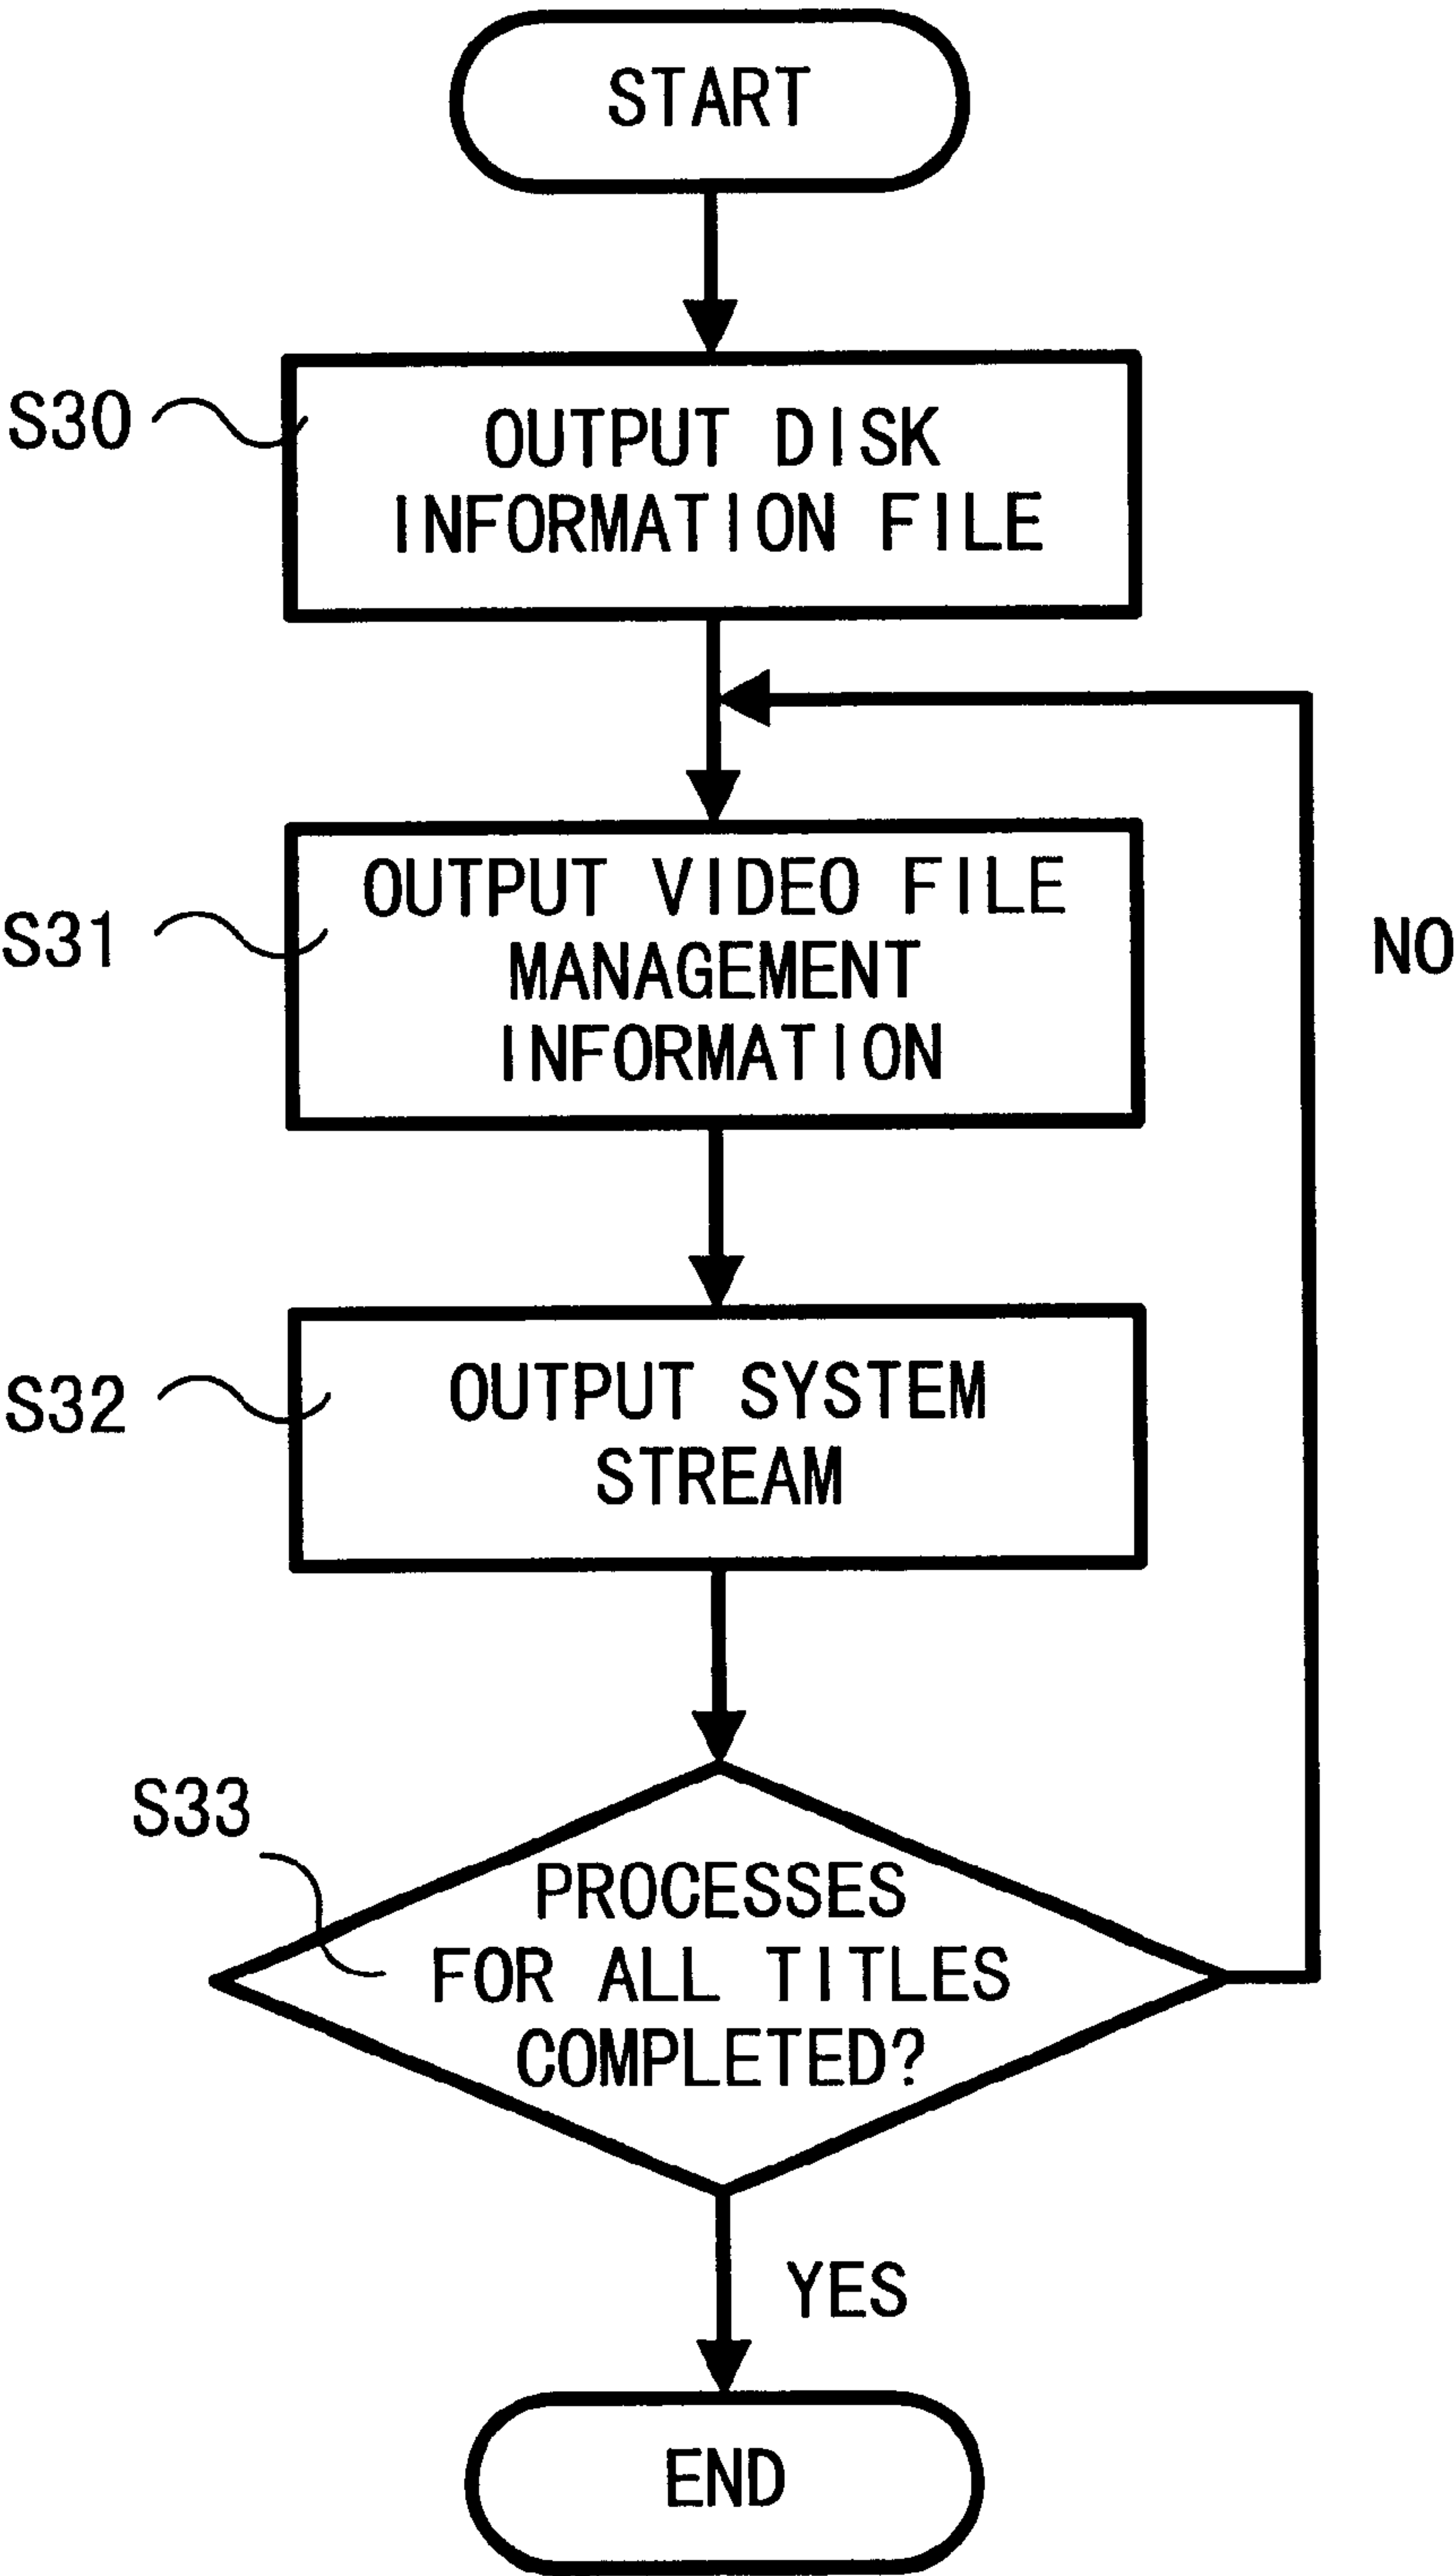 START
S30
OUTPUT DISK
INFORMATION FILE
S31
OUTPUT VIDEO FILE
MANAGEMENT
INFORMATION
NO
S32
OUTPUT SYSTEM
STREAM
S33
PROCESSES
FOR ALL TITLES
COMPLETED?
YES
END